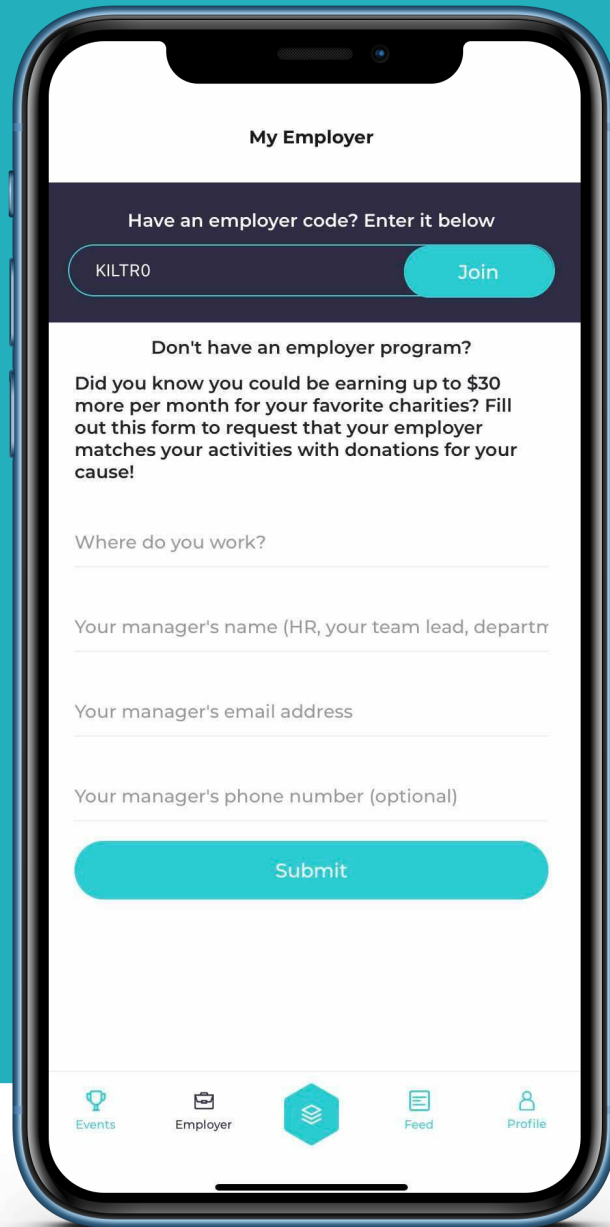 My Employer
Have an employer code? Enter it below
KILTR0
Join
Don't have an employer program?
Did you know you could be earning up to $30
more per month for your favorite charities? Fill
out this form to request that your employer
matches your activities with donations for your
cause!
Where do you work?
Your manager's name (HR, your team lead, departm
Your manager's email address
Your manager's phone number (optional)
Submit
Events
Employer
Feed
Profile